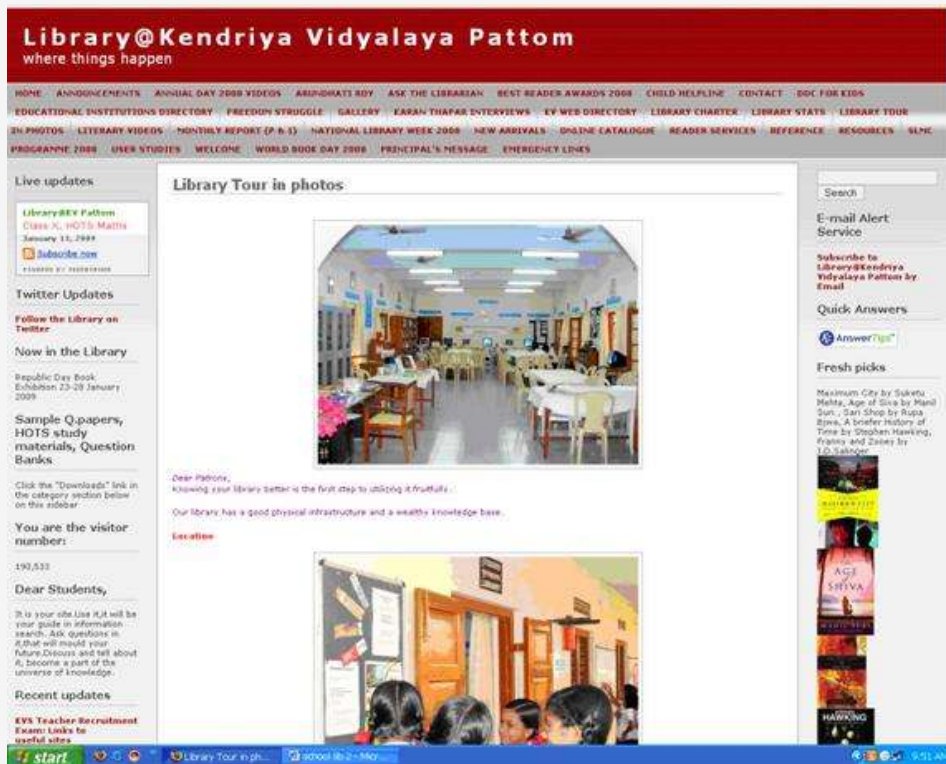 Library@Kendriya Vidyalaya Pattom
where things happen
HOME ANNOUNCEMENTS ANNUAL DAY 2008 VIDEOS ARUNDHATI ROY ASK THE LIBRARIAN BEST READER AWARDS 2008 CHILD HELPLINE CONTACT DDC FOR KIDS
EDUCATIONAL INSTITUTIONS DIRECTORY FREEDOM STRUGGLE GALLERY KARAN THAPAR INTERVIEWS KV WEB DIRECTORY LIBRARY CHARTER LIBRARY STATS LIBRARY TOUR
IN PHOTOS LITERARY VIDEOS MONTHLY REPORT (P & I) NATIONAL LIBRARY WEEK 2008 NEW ARRIVALS ONLINE CATALOGUE READER SERVICES REFERENCE RESOURCES SLMC
PROGRAMME 2008 USER STUDIES WELCOME WORLD BOOK DAY 2008 PRINCIPAL'S MESSAGE EMERGENCY LINKS
Live updates
Library@KV Pattom
Class X, HOTS Maths
January 13, 2009
Subscribe now
Twitter Updates
Follow the Library on
Twitter
Now in the Library
Republic Day Book
Exhibition 23-28 January
2009
Sample Q.papers,
HOTS study
materials, Question
Banks
Click the "Downloads" link in
the category section below
on this sidebar
You are the visitor
number:
190,533
Dear Students,
It is your site.Use it,it will be
your guide in information
search. Ask questions in
it,that will mould your
future.Discuss and tell about
it, become a part of the
universe of knowledge.
Recent updates
KVS Teacher Recruitment
Exam: Links to
useful sites
Library Tour in photos
Dear Patrons,
Knowing your library better is the first step to utilizing it fruitfully.
Our library has a good physical infrastructure and a wealthy knowledge base.
Location
Search
E-mail Alert
Service
Subscribe to
Library@Kendriya
Vidyalaya Pattom by
Email
Quick Answers
AnswerTips
Fresh picks
Maximum City by Suketu
Mehta, Age of Siva by Manil
Suri , Sari Shop by Rupa
Bjwa, A briefer History of
Time by Stephen Hawking,
Franny and Zooey by
J.D.Salinger
THE
AGE
of
SHIVA
HAWKING
start
Library Tour in ph...
school lib-2 - Micr...
9:51 AM